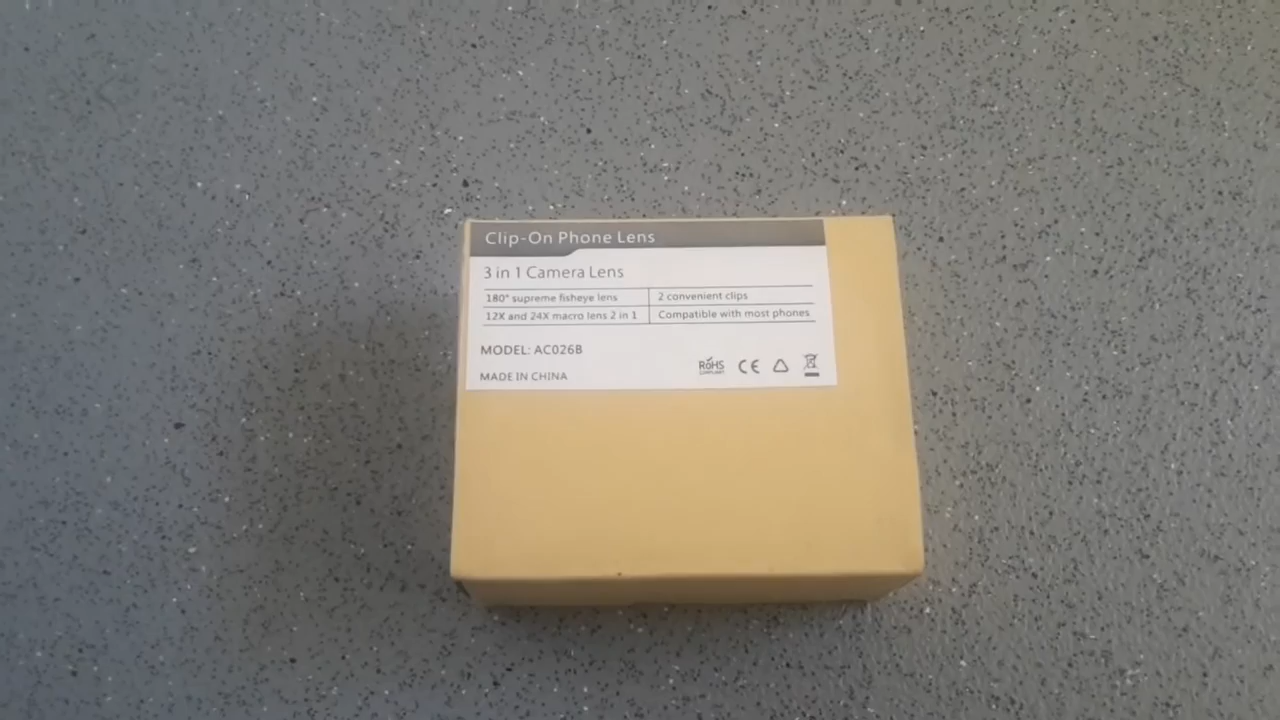 Clip-On Phone Lens
3 in 1 Camera Lens
180° supreme fisheye lens
2 convenient clips
12X and 24X macro lens 2 in 1
Compatible with most phones
MODEL: AC026B
MADE IN CHINA
RoHS
COMPLIANT
CE